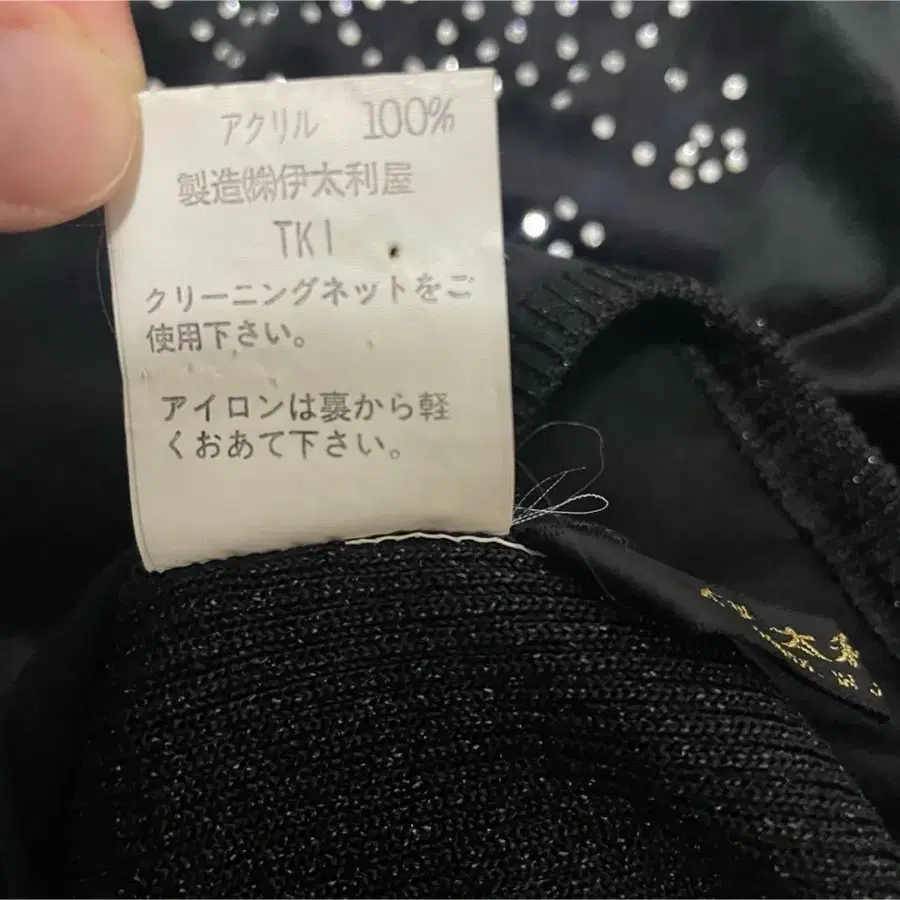 アクリル 100%
製造㈱伊太利屋
TK1
クリーニングネットをご
使用下さい。
アイロンは裏から軽
くおあて下さい。